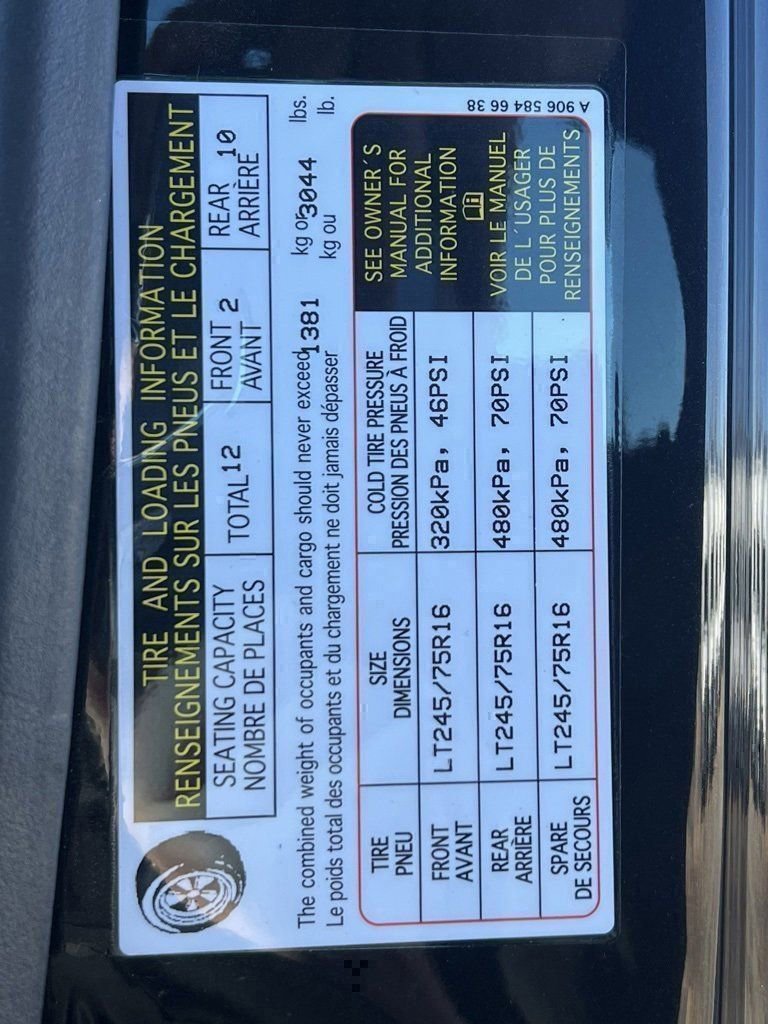 TIRE AND LOADING INFORMATION
RENSEIGNEMENTS SUR LES PNEUS ET LE CHARGEMENT
SEATING CAPACITY
NOMBRE DE PLACES
TOTAL 12
FRONT 2
AVANT
REAR 10
ARRIÈRE
The combined weight of occupants and cargo should never exceed 1381 kg or 3044 lbs.
Le poids total des occupants et du chargement ne doit jamais dépasser kg ou lb.
TIRE
PNEU
SIZE
DIMENSIONS
COLD TIRE PRESSURE
PRESSION DES PNEUS À FROID
FRONT
AVANT
LT245/75R16
320kPa, 46PSI
REAR
ARRIÈRE
LT245/75R16
480kPa, 70PSI
SPARE
DE SECOURS
LT245/75R16
480kPa, 70PSI
SEE OWNER´S
MANUAL FOR
ADDITIONAL
INFORMATION
VOIR LE MANUEL
DE L´USAGER
POUR PLUS DE
RENSEIGNEMENTS
A 906 584 66 38